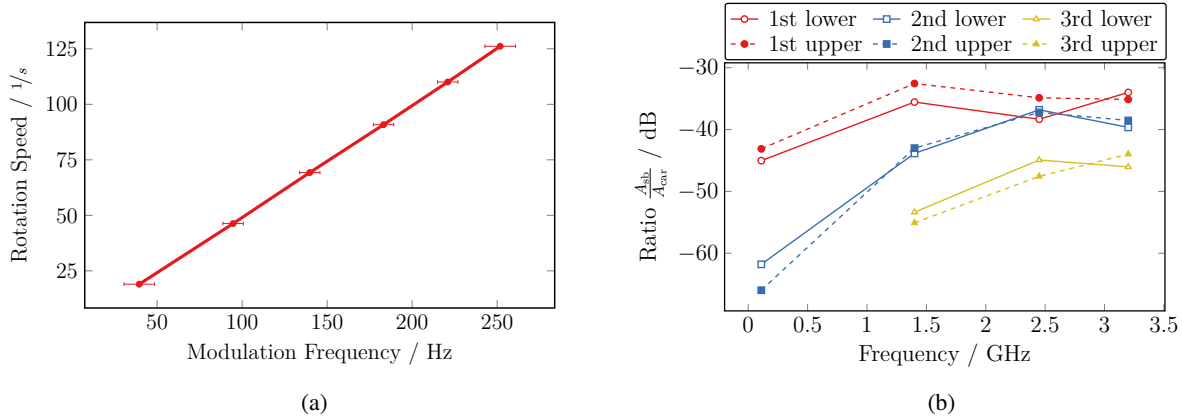 125
100
75
50
25
50
100
150
200
250
Rotation Speed / 1/s
Modulation Frequency / Hz
(a)
1st lower
2nd lower
3rd lower
1st upper
2nd upper
3rd upper
−30
−40
−50
−60
0
0.5
1
1.5
2
2.5
3
3.5
Ratio A_sb/A_car / dB
Frequency / GHz
(b)